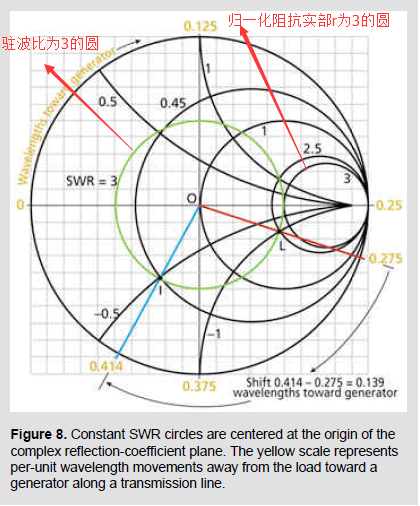 驻波比为3的圆
归一化阻抗实部r为3的圆
0.125
Wavelengths toward generator
1
0.5
0.45
1
2.5
3
SWR = 3
O
0
0.25
L
0.275
I
−0.5
−1
0.414
0.375
Shift 0.414 – 0.275 = 0.139
wavelengths toward generator
Figure 8. Constant SWR circles are centered at the origin of the
complex reflection-coefficient plane. The yellow scale represents
per-unit wavelength movements away from the load toward a
generator along a transmission line.